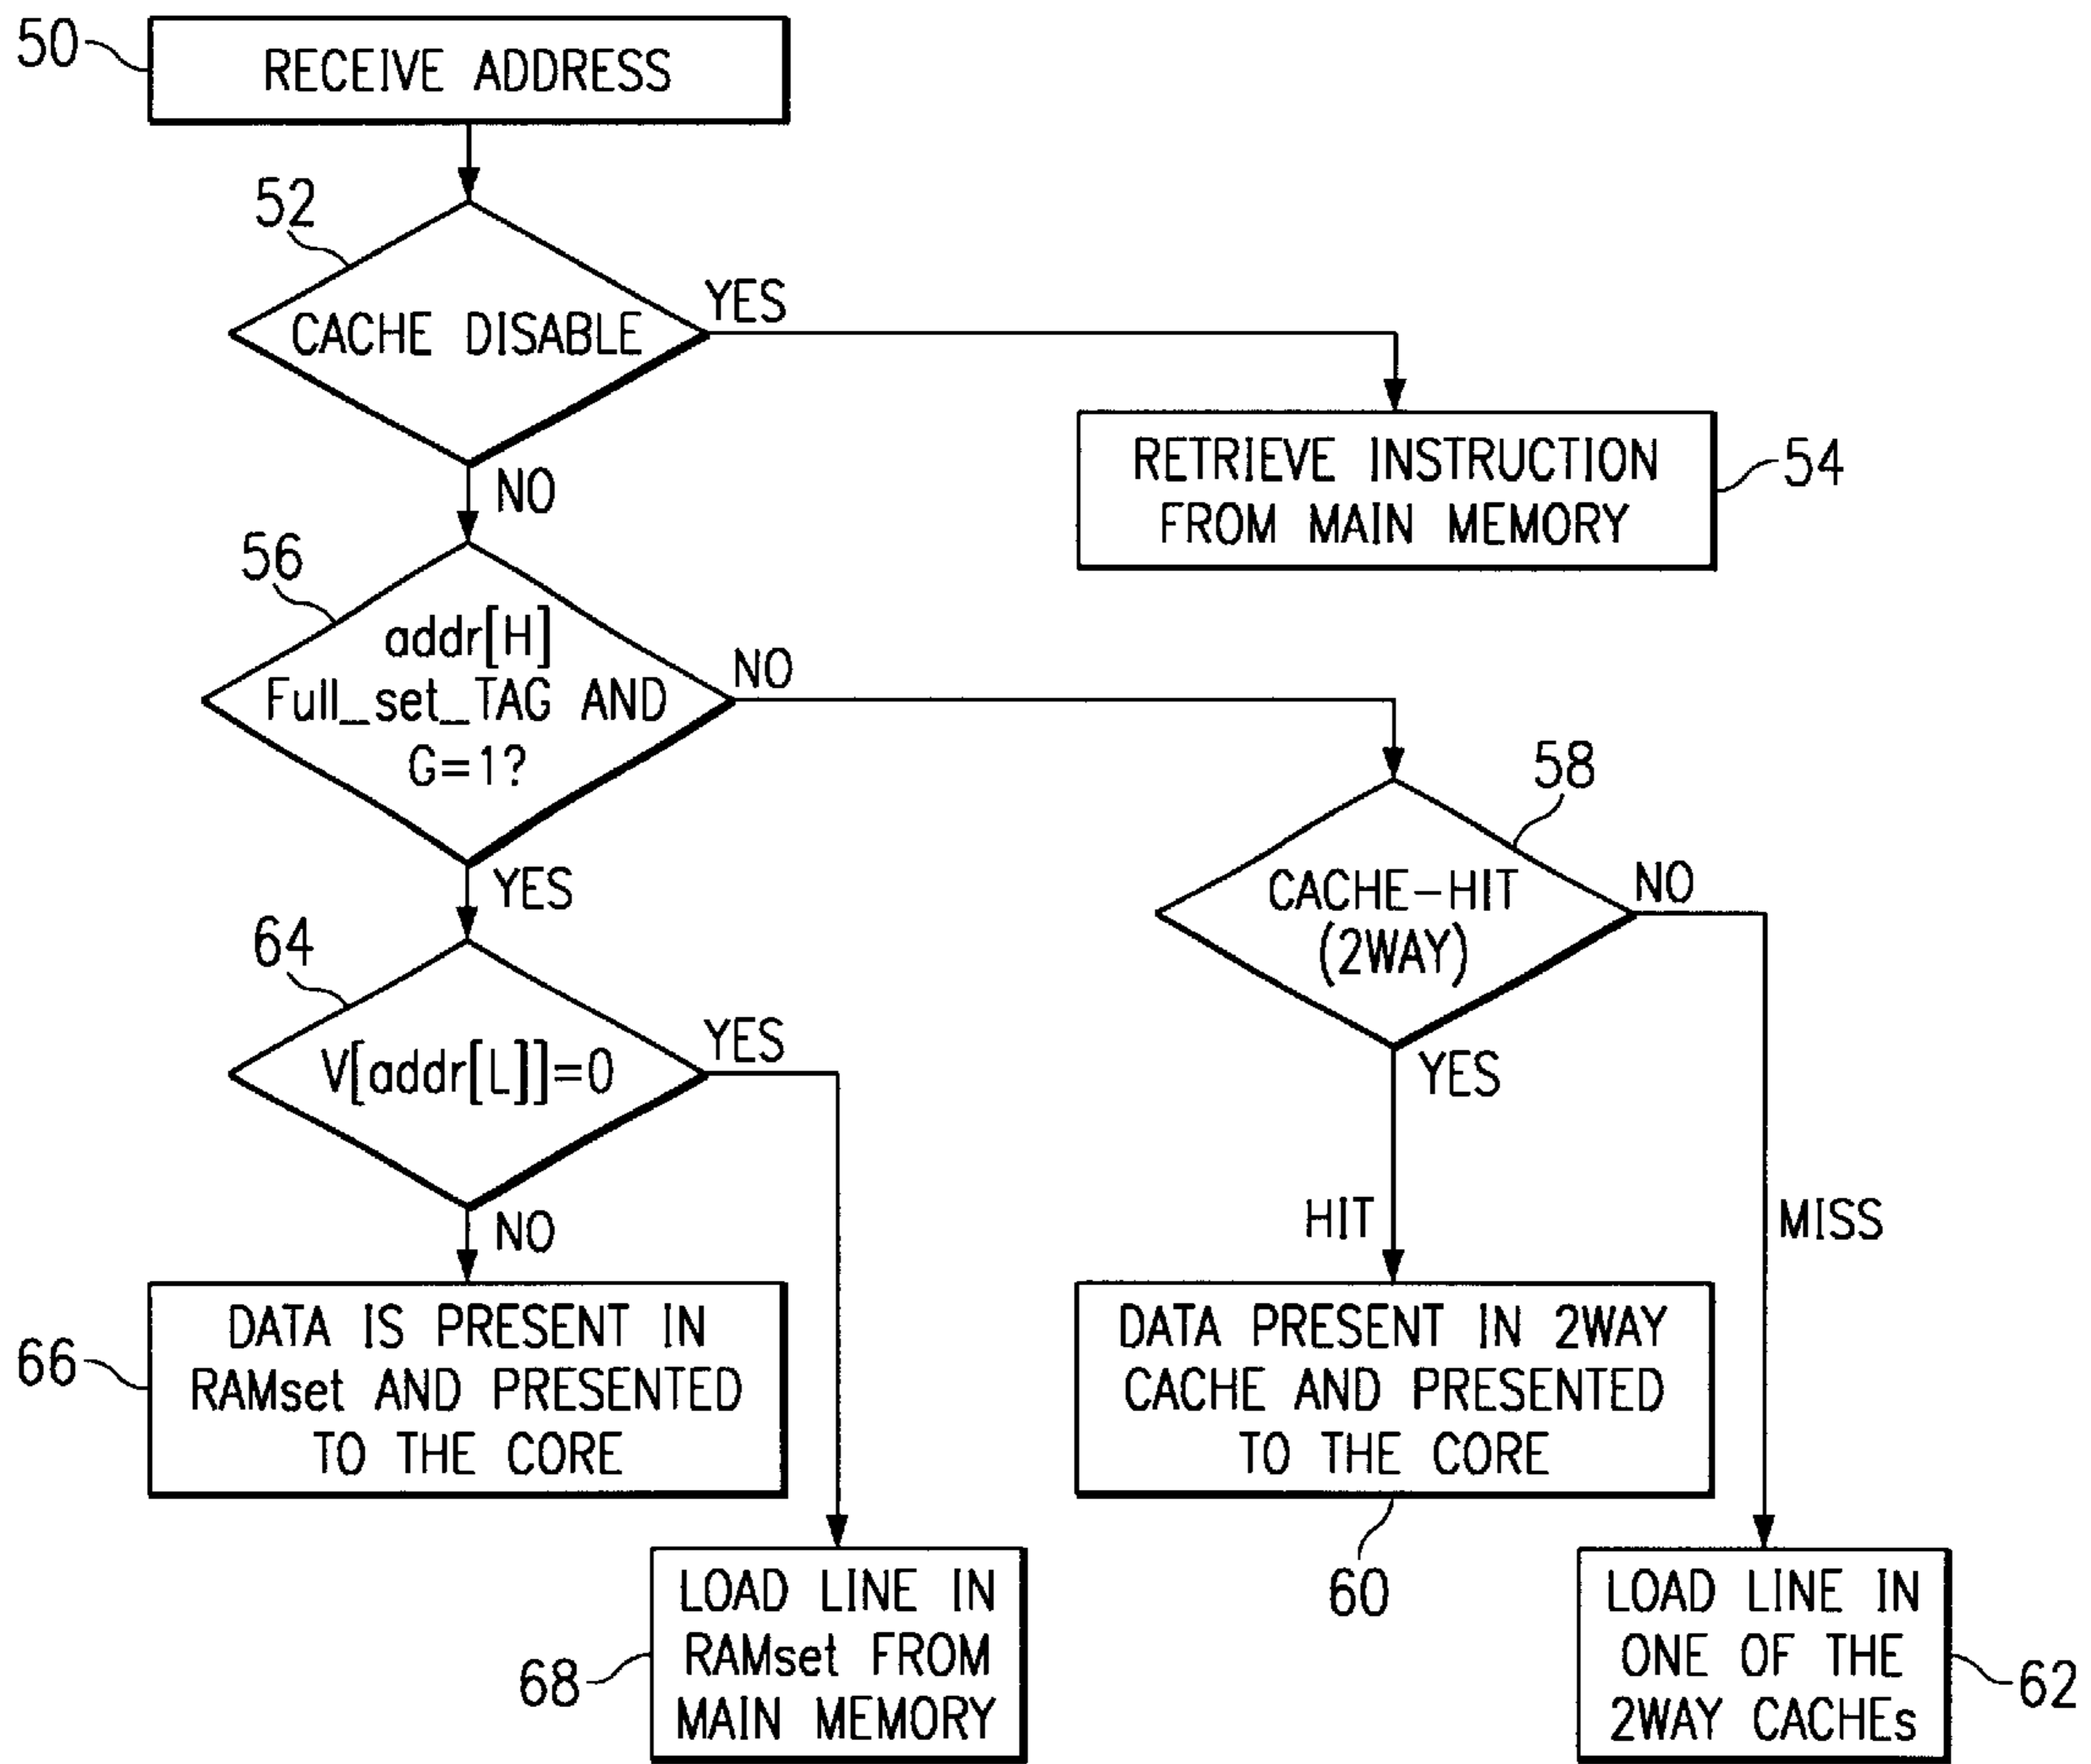 50
RECEIVE ADDRESS
52
CACHE DISABLE
YES
NO
RETRIEVE INSTRUCTION
FROM MAIN MEMORY
54
56
addr[H]
Full_set_TAG AND
G=1?
NO
YES
58
CACHE-HIT
(2WAY)
NO
YES
64
V[addr[L]]=0
YES
NO
HIT
MISS
66
DATA IS PRESENT IN
RAMset AND PRESENTED
TO THE CORE
DATA PRESENT IN 2WAY
CACHE AND PRESENTED
TO THE CORE
60
68
LOAD LINE IN
RAMset FROM
MAIN MEMORY
LOAD LINE IN
ONE OF THE
2WAY CACHEs
62